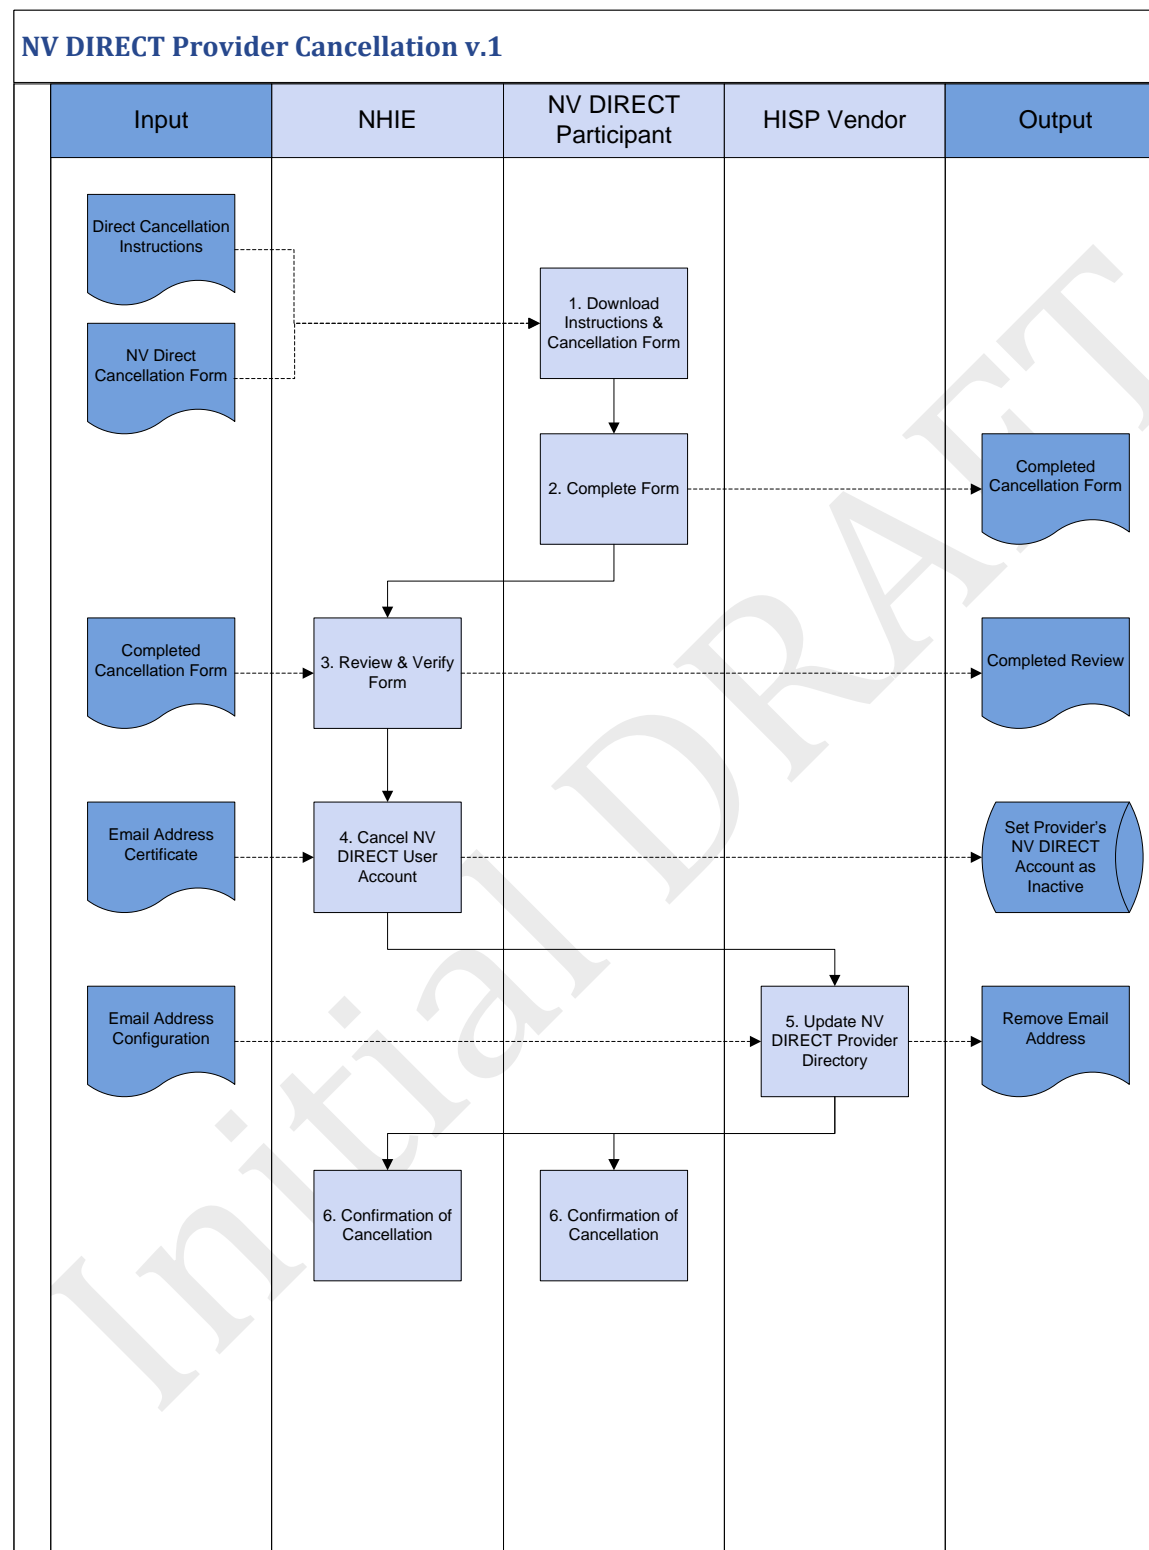 NV DIRECT Provider Cancellation v.1
Input
NHIE
NV DIRECT
Participant
HISP Vendor
Output
Direct Cancellation
Instructions
NV Direct
Cancellation Form
1. Download
Instructions &
Cancellation Form
2. Complete Form
Completed
Cancellation Form
Completed
Cancellation Form
3. Review & Verify
Form
Completed Review
Email Address
Certificate
4. Cancel NV
DIRECT User
Account
Set Provider's
NV DIRECT
Account as
Inactive
Email Address
Configuration
5. Update NV
DIRECT Provider
Directory
Remove Email
Address
6. Confirmation of
Cancellation
6. Confirmation of
Cancellation
Initial DRAFT